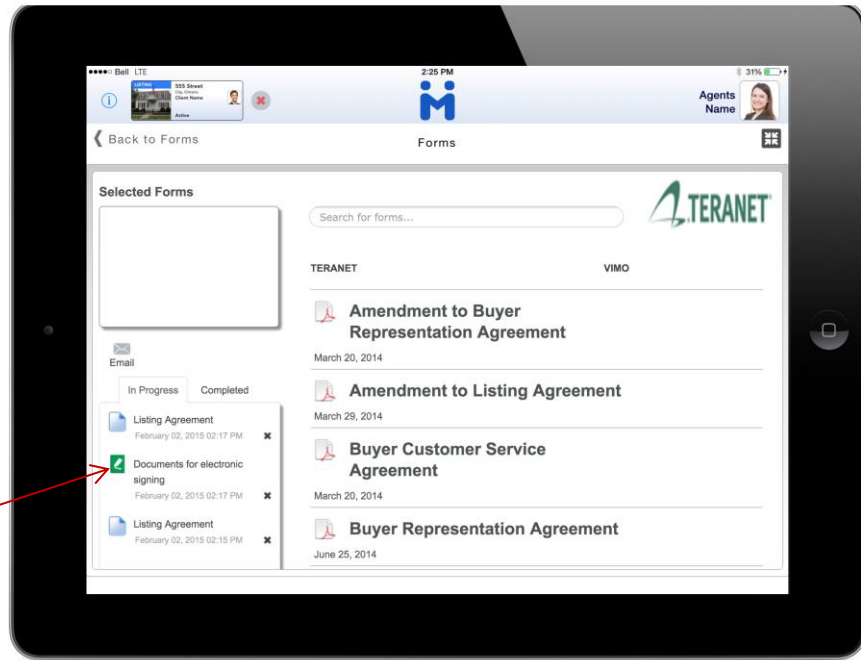 Bell LTE
2:25 PM
31%
LISTING
555 Street
City, Ontario
Client Name
Active
Agents
Name
Back to Forms
Forms
Selected Forms
Search for forms...
TERANET
TERANET
VIMO
Amendment to Buyer
Representation Agreement
March 20, 2014
Email
In Progress
Completed
Amendment to Listing Agreement
March 29, 2014
Listing Agreement
February 02, 2015 02:17 PM
Documents for electronic
signing
February 02, 2015 02:17 PM
Listing Agreement
February 02, 2015 02:15 PM
Buyer Customer Service
Agreement
March 20, 2014
Buyer Representation Agreement
June 25, 2014